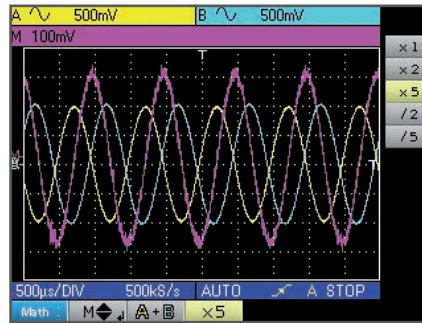 A 500mV B 500mV
M 100mV
T
×1
×2
×5
/2
/5
T
500µs/DIV 500kS/s AUTO A STOP
Math : M A+B ×5